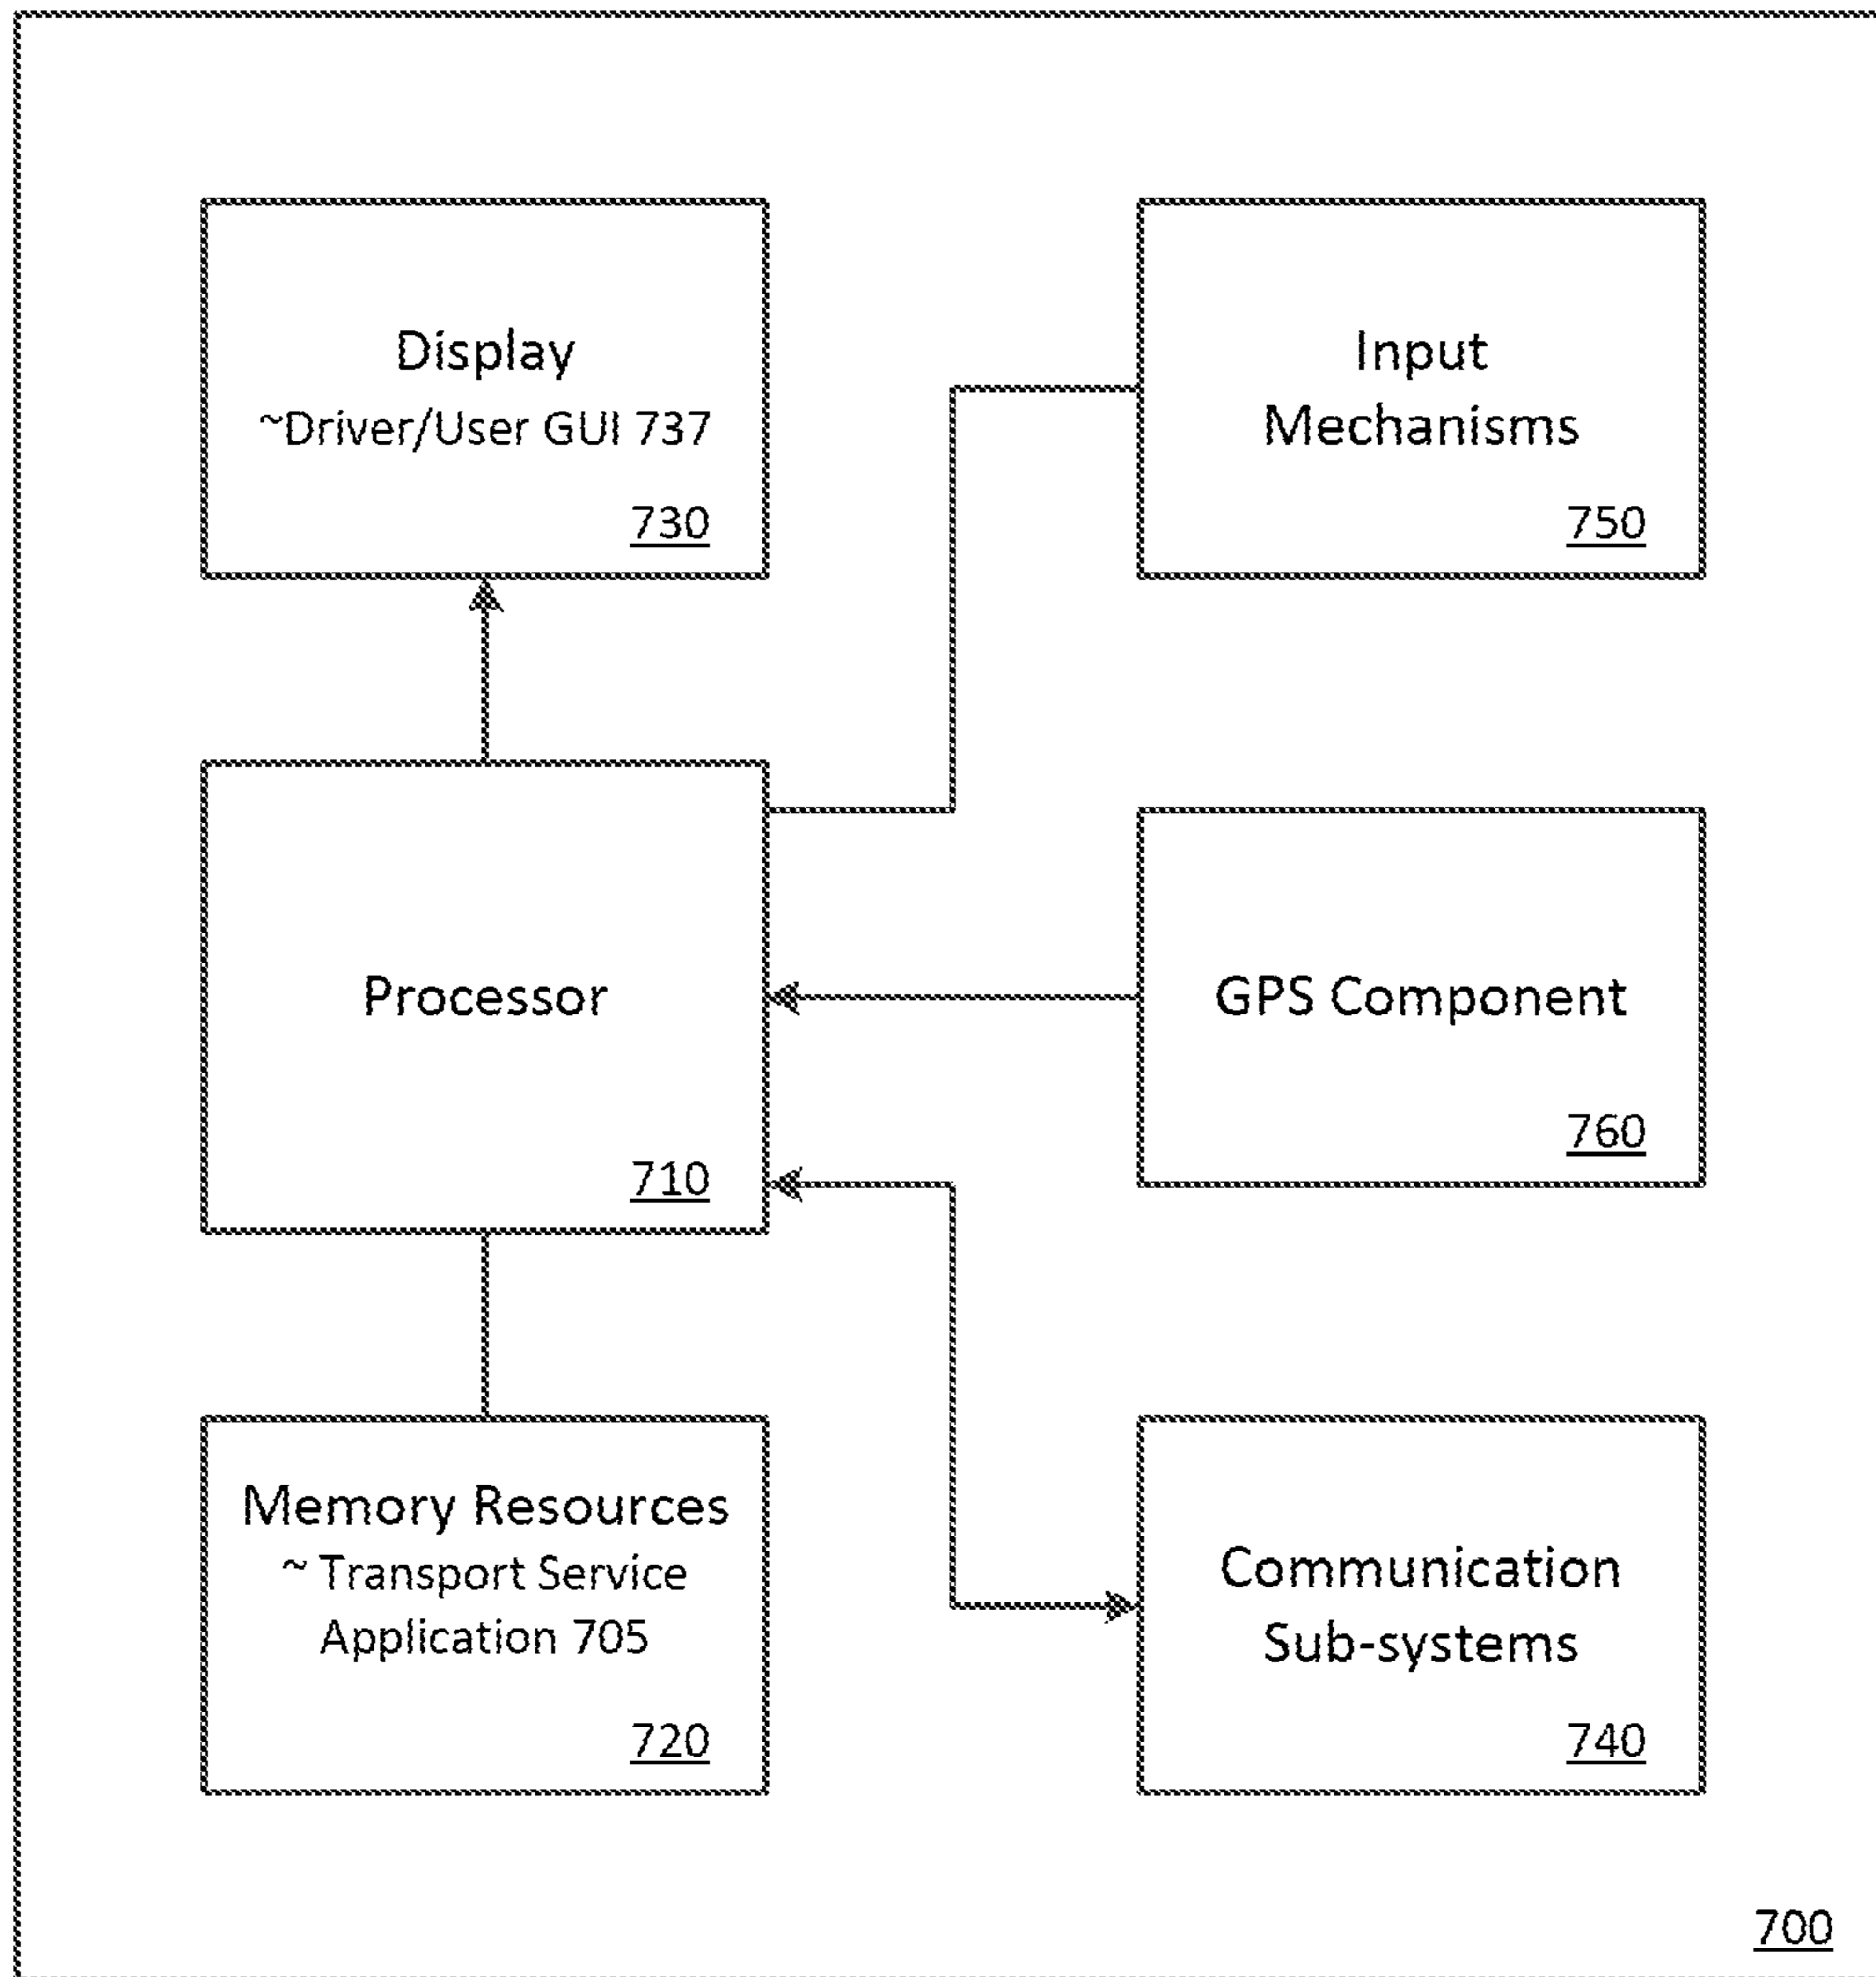 Display
~Driver/User GUI 737
730
Input
Mechanisms
750
Processor
710
GPS Component
760
Memory Resources
~ Transport Service
Application 705
720
Communication
Sub-systems
740
700